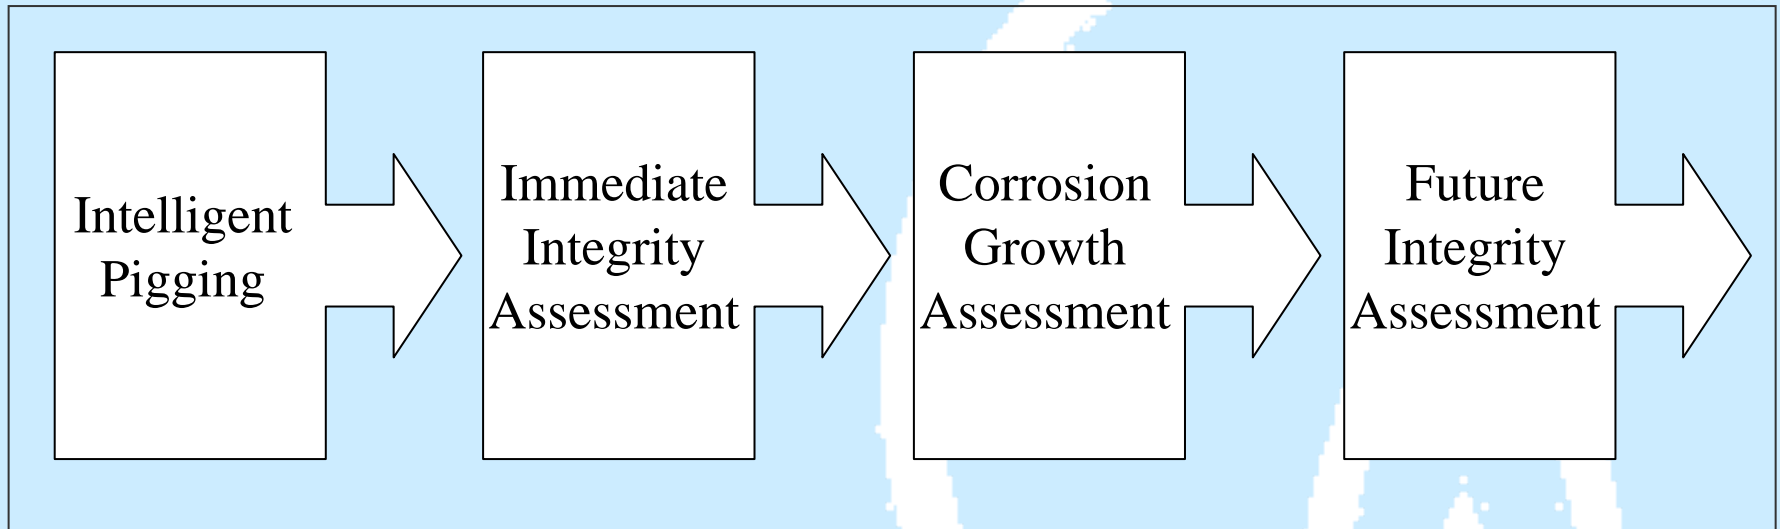 Intelligent
Pigging
Immediate
Integrity
Assessment
Corrosion
Growth
Assessment
Future
Integrity
Assessment